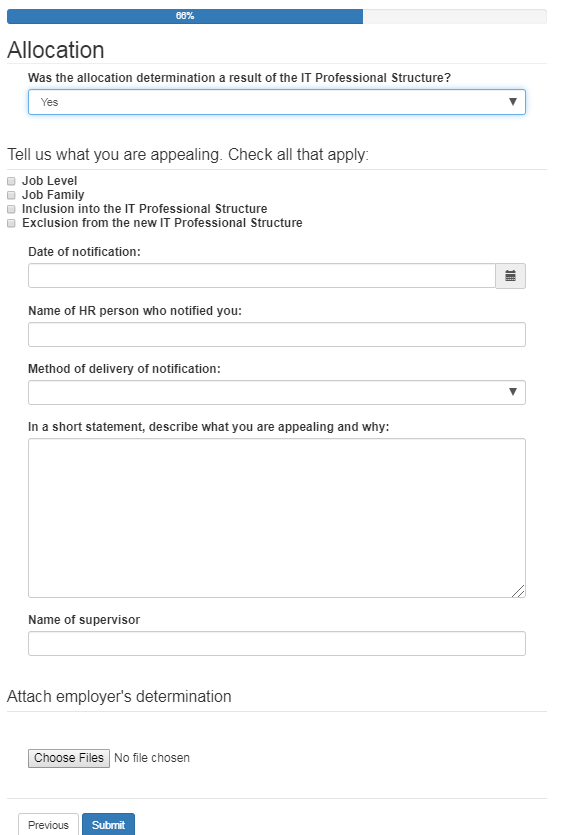 66%
Allocation
Was the allocation determination a result of the IT Professional Structure?
Yes
Tell us what you are appealing. Check all that apply:
Job Level
Job Family
Inclusion into the IT Professional Structure
Exclusion from the new IT Professional Structure
Date of notification:
Name of HR person who notified you:
Method of delivery of notification:
In a short statement, describe what you are appealing and why:
Name of supervisor
Attach employer's determination
Choose Files No file chosen
Previous Submit